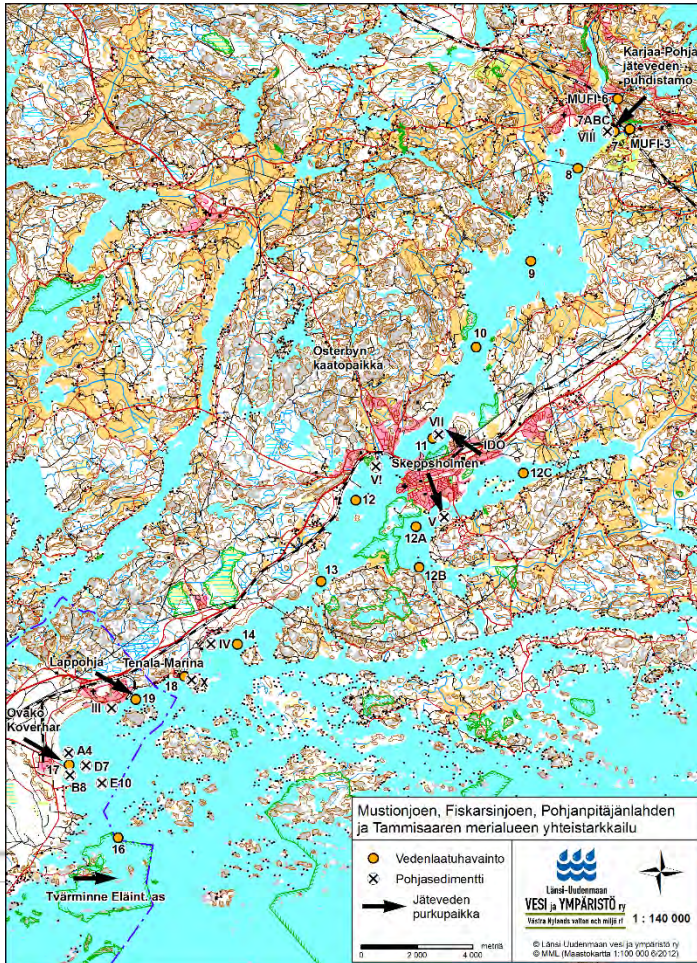 Karjaa-Pohja
jäteveden
puhdistamo
MUFI-6
7ABC
VIII
7
MUFI-3
8
9
10
Österbyn
kaatopaikka
VII
11
IDO
Skeppsholmen
VI
12C
12
V
12A
12B
13
14
IV
Tenala-Marina
Lappohja
18
X
19
III
Ovako
Koverhar
A4
17
D7
B8
E10
16
Tvärminne Eläint. as
Mustionjoen, Fiskarsinjoen, Pohjanpitäjänlahden
ja Tammisaaren merialueen yhteistarkkailu
Vedenlaatuhavainto
Pohjasedimentti
Jäteveden
purkupaikka
Länsi-Uudenmaan
VESI ja YMPÄRISTÖ ry
Västra Nylands vatten och miljö rf
1 : 140 000
metriä
0 2 000 4 000
© Länsi-Uudenmaan vesi ja ympäristö ry
© MML (Maastokartta 1:100 000 6/2012)